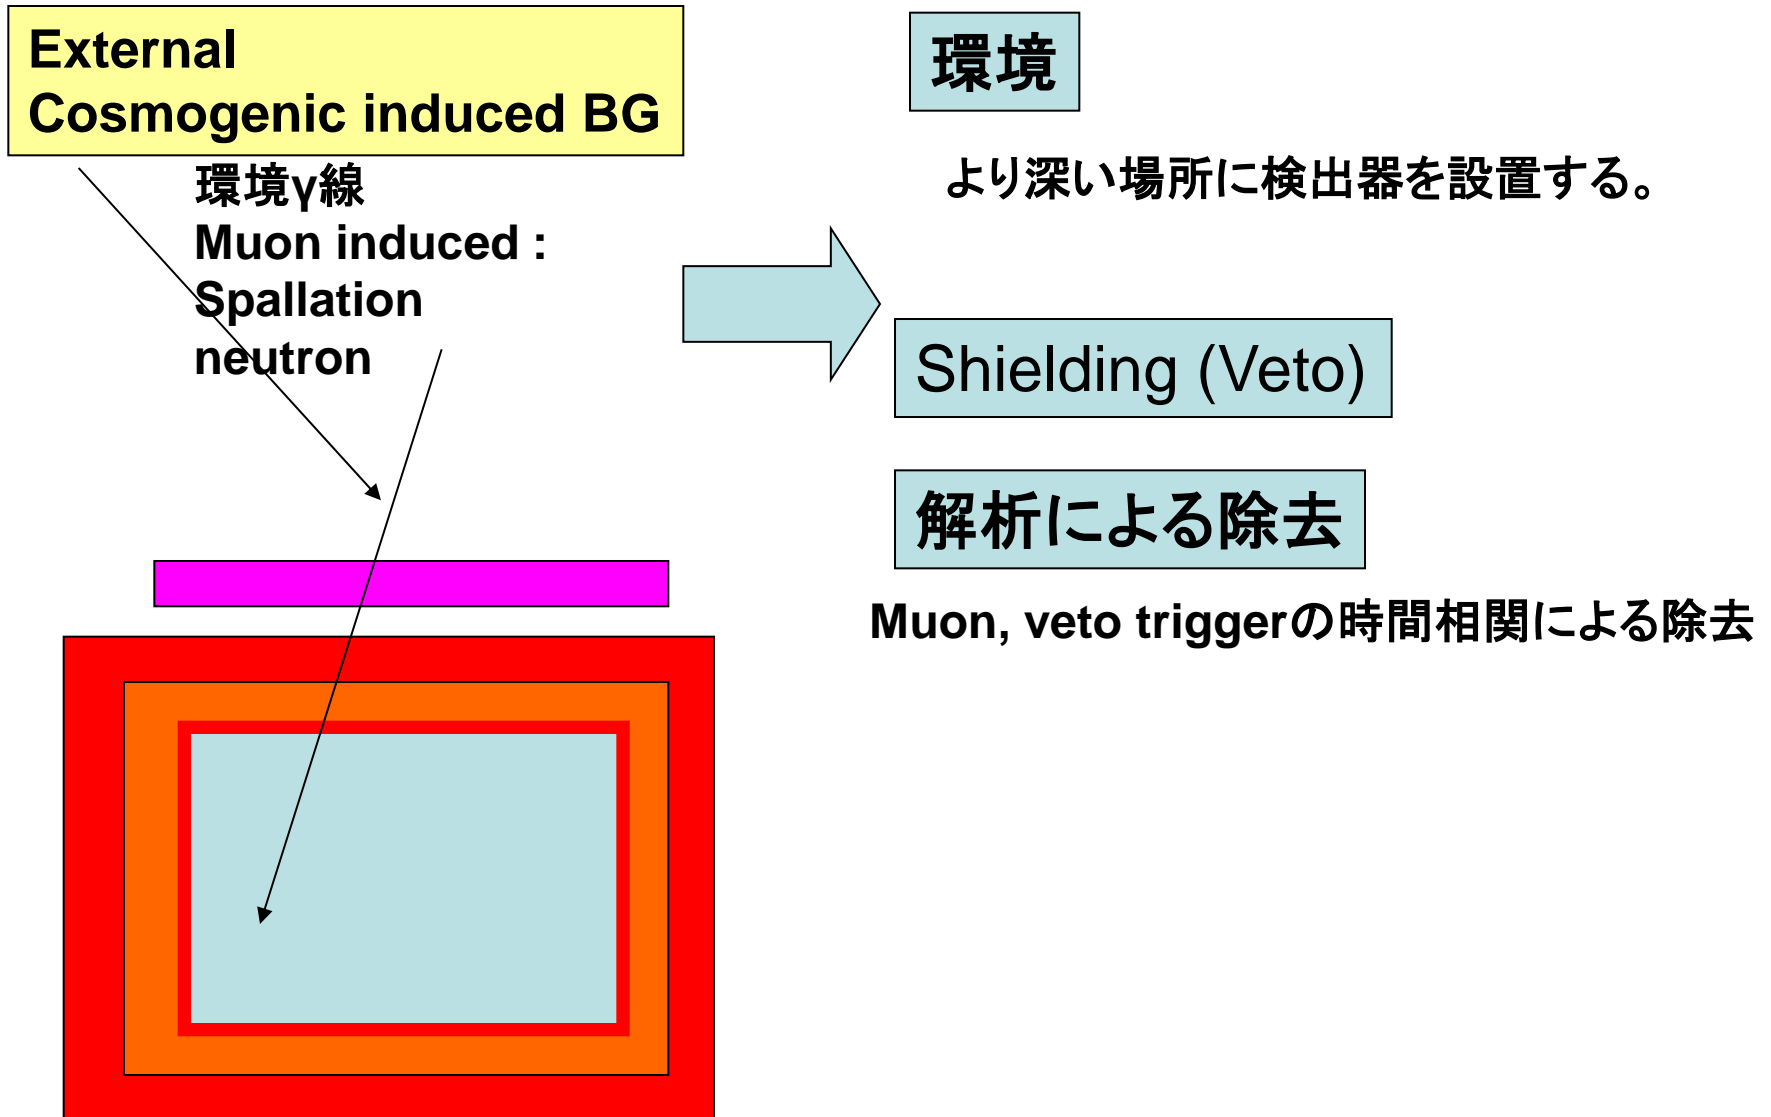 External
Cosmogenic induced BG
環境γ線
Muon induced :
Spallation
neutron
環境
より深い場所に検出器を設置する。
Shielding (Veto)
解析による除去
Muon, veto triggerの時間相関による除去